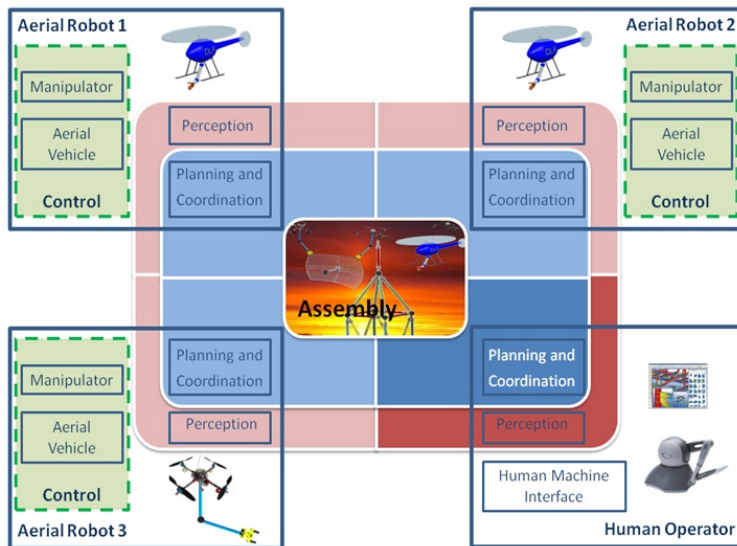 Aerial Robot 1
Manipulator
Aerial
Vehicle
Control
Perception
Planning and
Coordination
Aerial Robot 2
Perception
Planning and
Coordination
Manipulator
Aerial
Vehicle
Control
Assembly
Manipulator
Aerial
Vehicle
Control
Aerial Robot 3
Planning and
Coordination
Perception
Planning and
Coordination
Perception
Human Machine
Interface
Human Operator